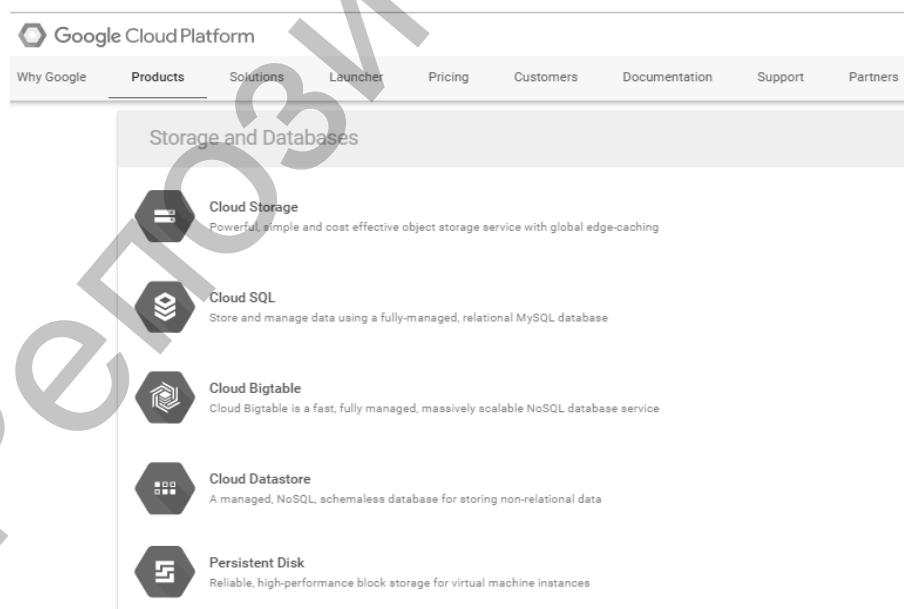 Google Cloud Platform
Why Google Products Solutions Launcher Pricing Customers Documentation Support Partners
Storage and Databases
Cloud Storage
Powerful, simple and cost effective object storage service with global edge-caching
Cloud SQL
Store and manage data using a fully-managed, relational MySQL database
Cloud Bigtable
Cloud Bigtable is a fast, fully managed, massively scalable NoSQL database service
Cloud Datastore
A managed, NoSQL, schemaless database for storing non-relational data
Persistent Disk
Reliable, high-performance block storage for virtual machine instances